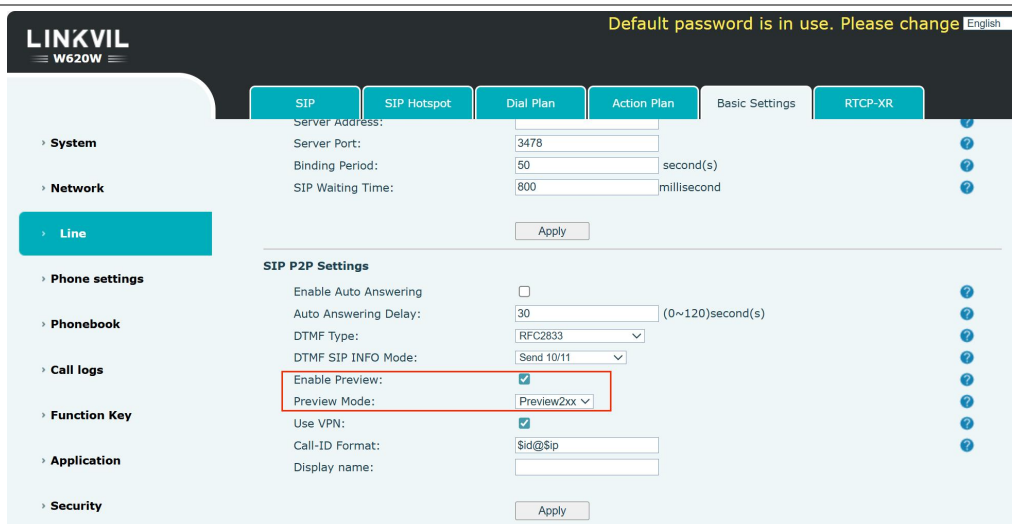 Default password is in use. Please change English
LINKVIL
W620W
SIP SIP Hotspot Dial Plan Action Plan Basic Settings RTCP-XR
Server Address:
› System
Server Port: 3478
Binding Period: 50 second(s)
› Network
SIP Waiting Time: 800 millisecond
› Line
Apply
SIP P2P Settings
› Phone settings
Enable Auto Answering
Auto Answering Delay: 30 (0~120)second(s)
› Phonebook
DTMF Type: RFC2833
DTMF SIP INFO Mode: Send 10/11
› Call logs
Enable Preview:
Preview Mode: Preview2xx
› Function Key
Use VPN:
Call-ID Format: $id@$ip
› Application
Display name:
› Security
Apply